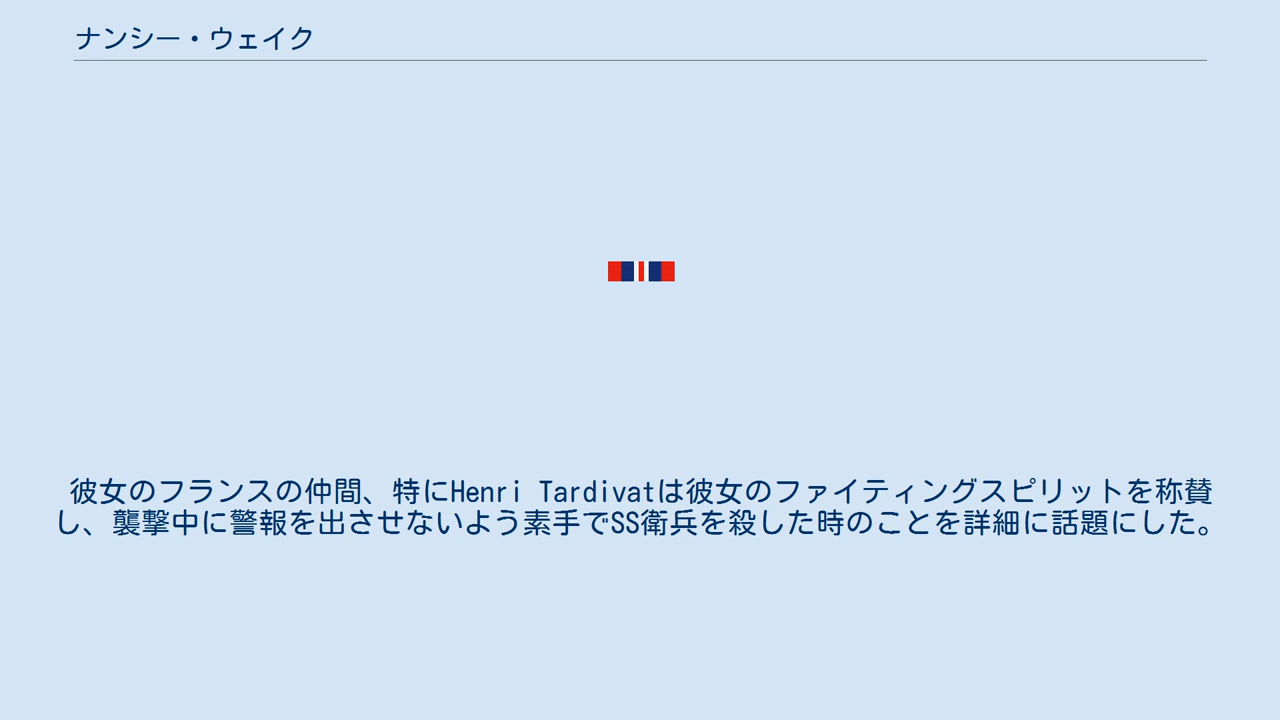 ナンシー・ウェイク
彼女のフランスの仲間、特にHenri Tardivatは彼女のファイティングスピリットを称賛
し、襲撃中に警報を出させないよう素手でSS衛兵を殺した時のことを詳細に話題にした。